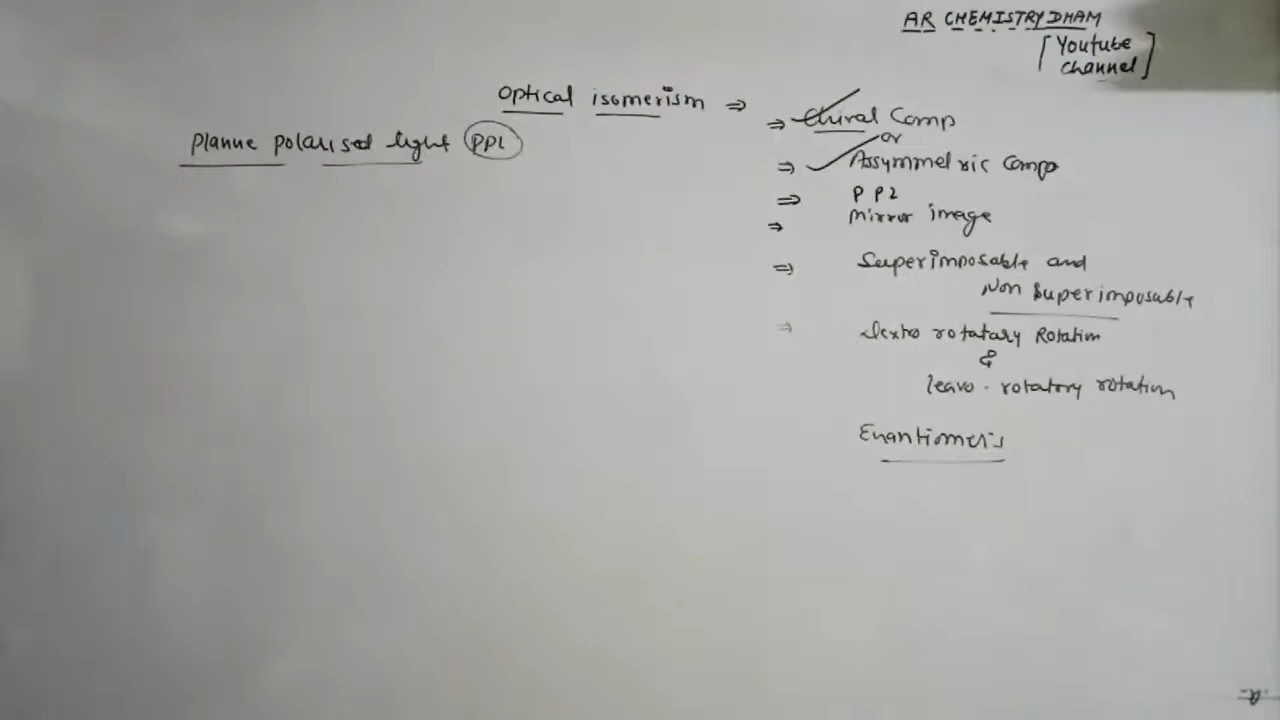 AR CHEMISTRY DHAM
[Youtube
channel]
Optical isomerism ⇒
⇒ Chiral Comp
or
Planne polarised light PPL
⇒ Assymmetric Comp
⇒ PPL
⇒ mirror image
⇒ Superimposable and
Non Superimposable
⇒ dextro rotatary Rotation
&
leavo - rotatory rotation
Enantiomer's